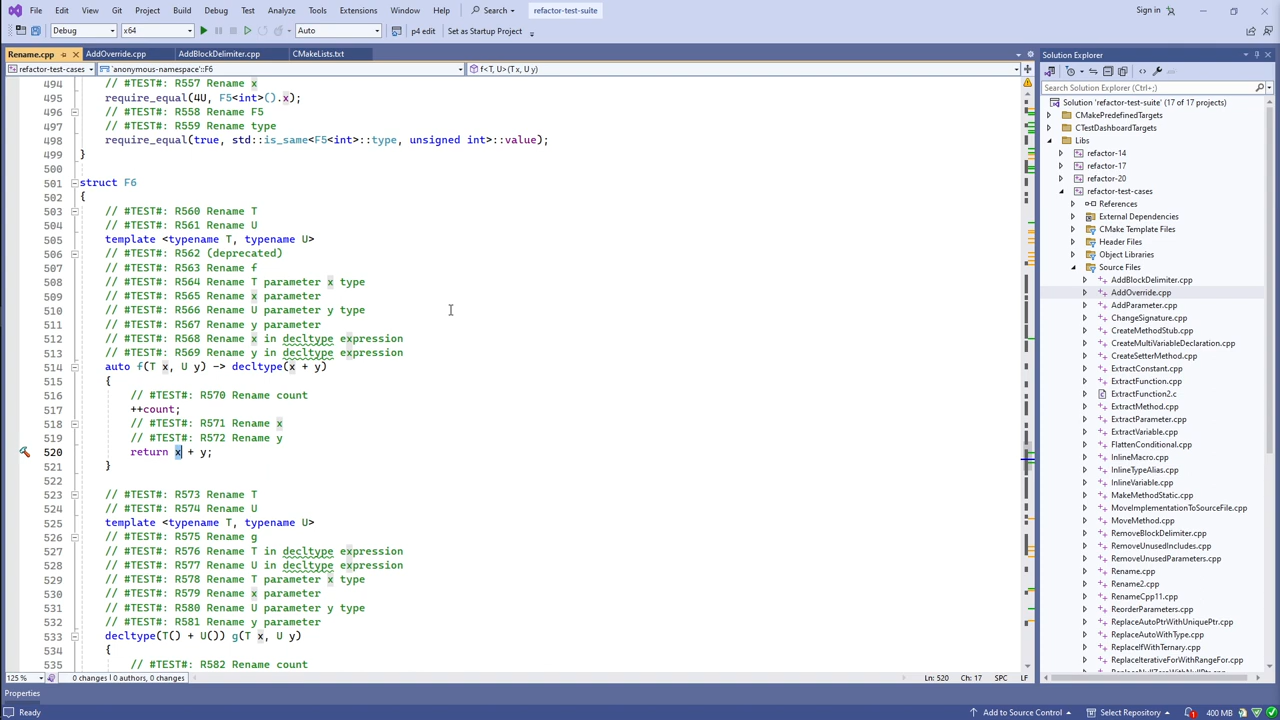 File Edit View Git Project Build Debug Test Analyze Tools Extensions Window Help Search refactor-test-suite Sign in
Debug x64 Auto p4 edit Set as Startup Project
Rename.cpp AddOverride.cpp AddBlockDelimiter.cpp CMakeLists.txt
refactor-test-cases `anonymous-namespace'::F6 f<T, U>(T x, U y)
494 // #TEST#: R557 Rename x
495 require_equal(4U, F5<int>().x);
496 // #TEST#: R558 Rename F5
497 // #TEST#: R559 Rename type
498 require_equal(true, std::is_same<F5<int>::type, unsigned int>::value);
499 }
500
501 struct F6
502 {
503 // #TEST#: R560 Rename T
504 // #TEST#: R561 Rename U
505 template <typename T, typename U>
506 // #TEST#: R562 (deprecated)
507 // #TEST#: R563 Rename f
508 // #TEST#: R564 Rename T parameter x type
509 // #TEST#: R565 Rename x parameter
510 // #TEST#: R566 Rename U parameter y type
511 // #TEST#: R567 Rename y parameter
512 // #TEST#: R568 Rename x in decltype expression
513 // #TEST#: R569 Rename y in decltype expression
514 auto f(T x, U y) -> decltype(x + y)
515 {
516 // #TEST#: R570 Rename count
517 ++count;
518 // #TEST#: R571 Rename x
519 // #TEST#: R572 Rename y
520 return x + y;
521 }
522
523 // #TEST#: R573 Rename T
524 // #TEST#: R574 Rename U
525 template <typename T, typename U>
526 // #TEST#: R575 Rename g
527 // #TEST#: R576 Rename T in decltype expression
528 // #TEST#: R577 Rename U in decltype expression
529 // #TEST#: R578 Rename T parameter x type
530 // #TEST#: R579 Rename x parameter
531 // #TEST#: R580 Rename U parameter y type
532 // #TEST#: R581 Rename y parameter
533 decltype(T() + U()) g(T x, U y)
534 {
535 // #TEST#: R582 Rename count
125 % 0 changes | 0 authors, 0 changes Ln: 520 Ch: 17 SPC LF
Properties
Ready Add to Source Control Select Repository 1 400 MB
Solution Explorer
Search Solution Explorer (Ctrl+;)
Solution 'refactor-test-suite' (17 of 17 projects)
CMakePredefinedTargets
CTestDashboardTargets
Libs
refactor-14
refactor-17
refactor-20
refactor-test-cases
References
External Dependencies
CMake Template Files
Header Files
Object Libraries
Source Files
AddBlockDelimiter.cpp
AddOverride.cpp
AddParameter.cpp
ChangeSignature.cpp
CreateMethodStub.cpp
CreateMultiVariableDeclaration.cpp
CreateSetterMethod.cpp
ExtractConstant.cpp
ExtractFunction.cpp
ExtractFunction2.c
ExtractMethod.cpp
ExtractParameter.cpp
ExtractVariable.cpp
FlattenConditional.cpp
InlineMacro.cpp
InlineTypeAlias.cpp
InlineVariable.cpp
MakeMethodStatic.cpp
MoveImplementationToSourceFile.cpp
MoveMethod.cpp
RemoveBlockDelimiter.cpp
RemoveUnusedIncludes.cpp
RemoveUnusedParameters.cpp
Rename.cpp
Rename2.cpp
RenameCpp11.cpp
ReorderParameters.cpp
ReplaceAutoPtrWithUniquePtr.cpp
ReplaceAutoWithType.cpp
ReplaceIfWithTernary.cpp
ReplaceIterativeForWithRangeFor.cpp